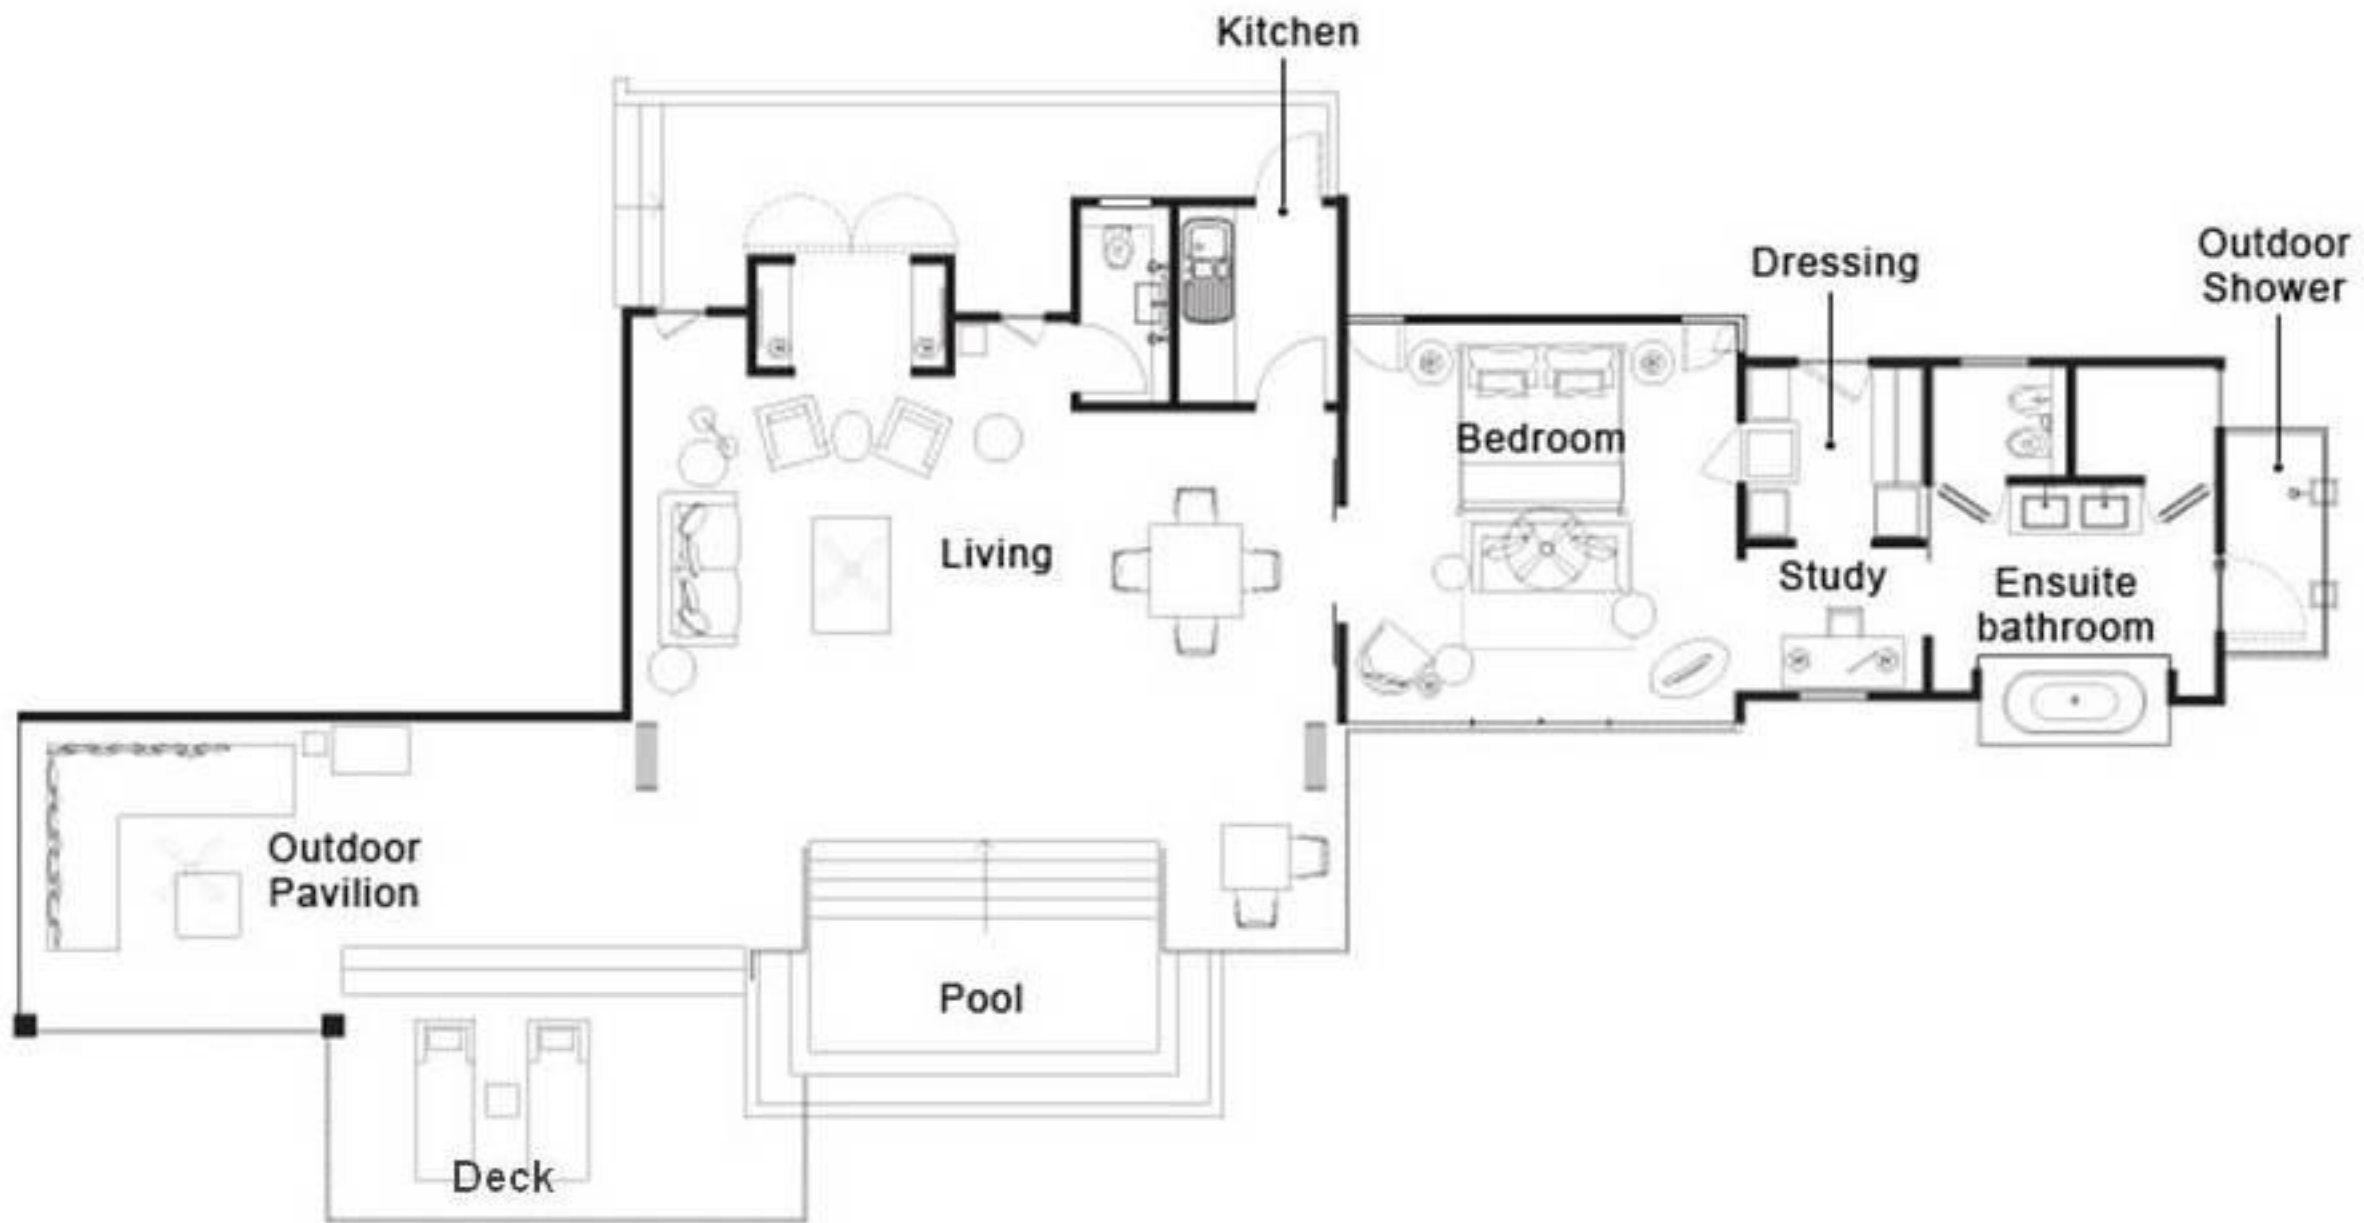 Kitchen
Dressing
Outdoor
Shower
Bedroom
Living
Study
Ensuite
bathroom
Outdoor
Pavilion
Pool
Deck